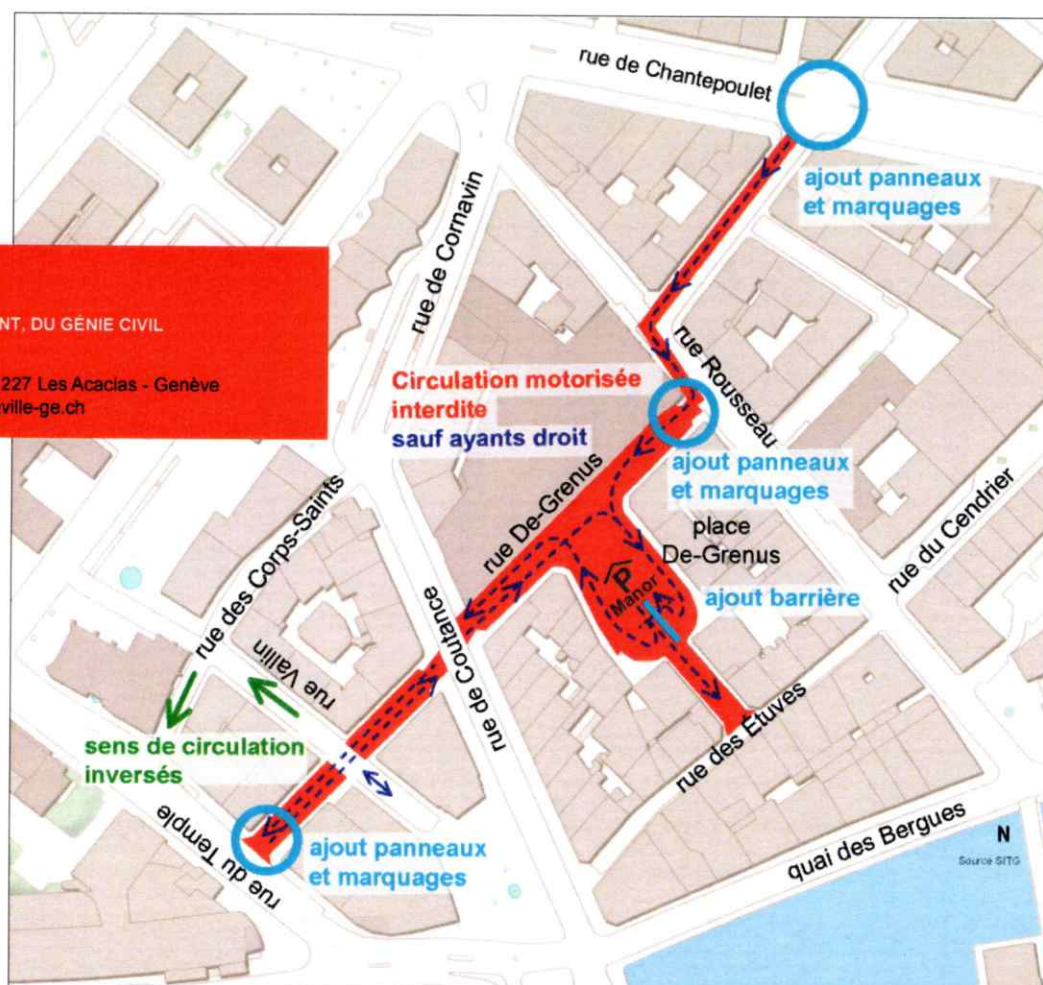 rue de Chantepoulet
ajout panneaux
et marquages
rue de Cornavin
NT, DU GÉNIE CIVIL
227 Les Acacias - Genève
ville-ge.ch
rue Rousseau
Circulation motorisée
interdite
sauf ayants droit
ajout panneaux
et marquages
rue De-Grenus
place
De-Grenus
rue du Cendrier
P
Manor
ajout barrière
rue des Corps-Saints
rue Vallin
rue de Coutance
sens de circulation
inversés
rue des Etuves
rue du Temple
ajout panneaux
et marquages
quai des Bergues
N
Source SITG